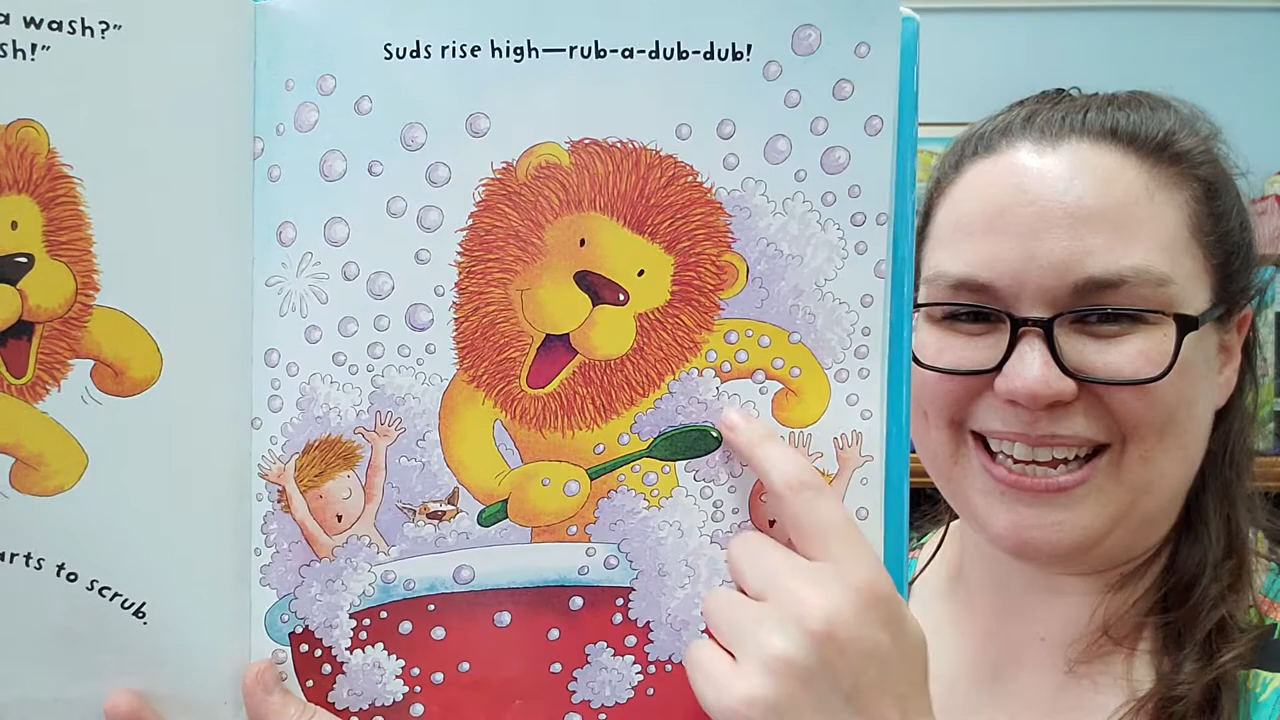 a wash?"
sh!"
arts to scrub.
Suds rise high—rub-a-dub-dub!